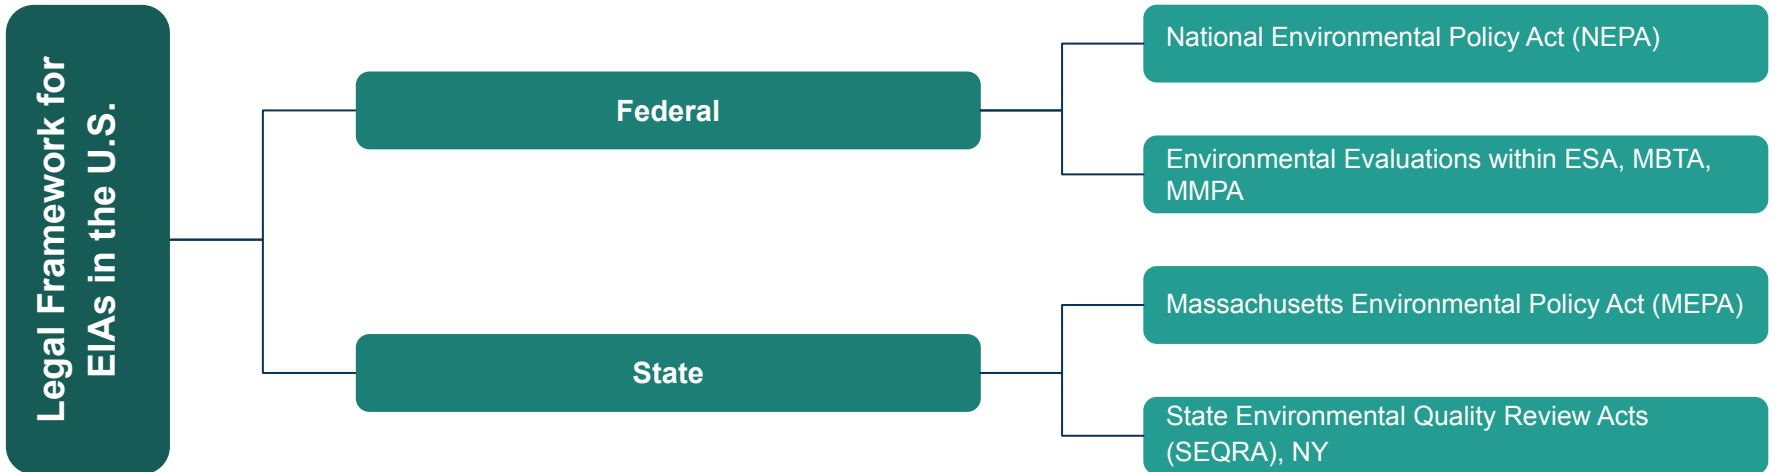 Legal Framework for
EIAs in the U.S.
Federal
National Environmental Policy Act (NEPA)
Environmental Evaluations within ESA, MBTA,
MMPA
State
Massachusetts Environmental Policy Act (MEPA)
State Environmental Quality Review Acts
(SEQRA), NY